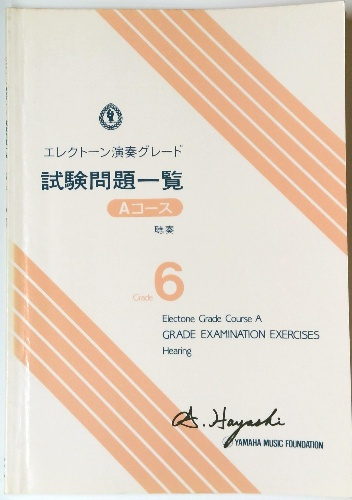 エレクトーン演奏グレード
試験問題一覧
Aコース
聴奏
Grade 6
Electone Grade Course A
GRADE EXAMINATION EXERCISES
Hearing
A. Hayashi
YAMAHA MUSIC FOUNDATION